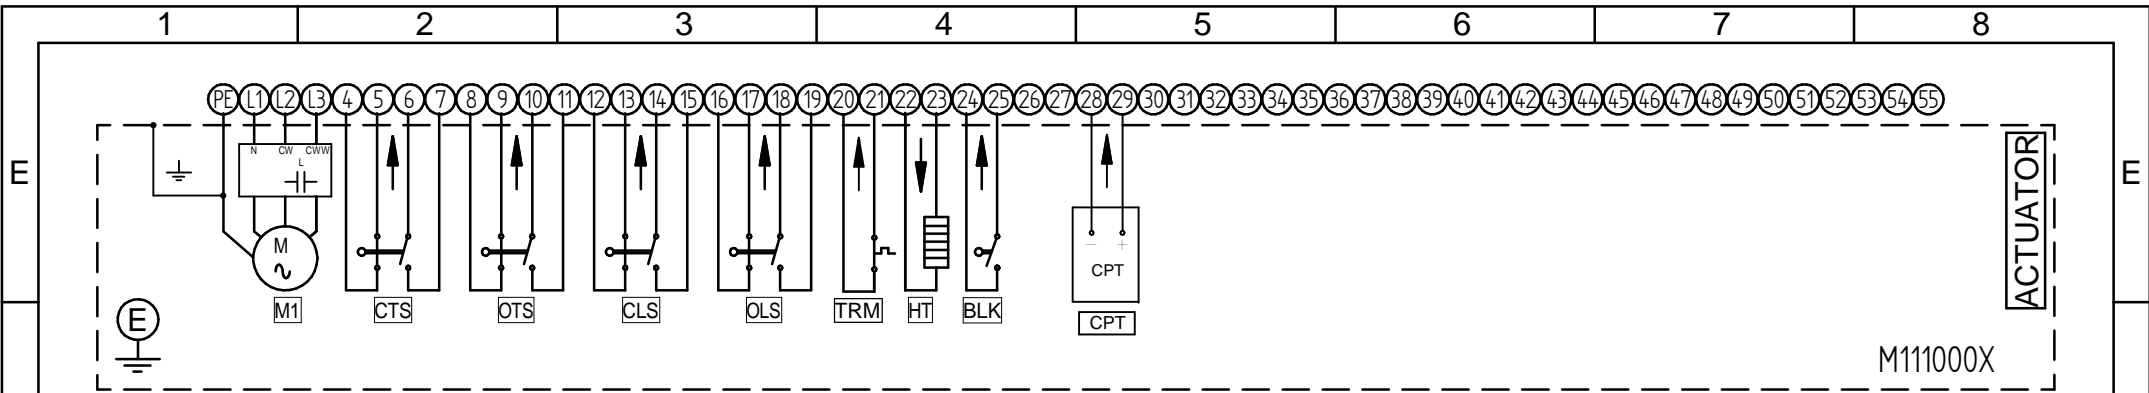 1 2 3 4 5 6 7 8
PE L1 L2 L3 4 5 6 7 8 9 10 11 12 13 14 15 16 17 18 19 20 21 22 23 24 25 26 27 28 29 30 31 32 33 34 35 36 37 38 39 40 41 42 43 44 45 46 47 48 49 50 51 52 53 54 55
N CW CWW
L
E E
ACTUATOR
M
- +
CPT
M1 CTS OTS CLS OLS TRM HT BLK CPT
E
M111000X